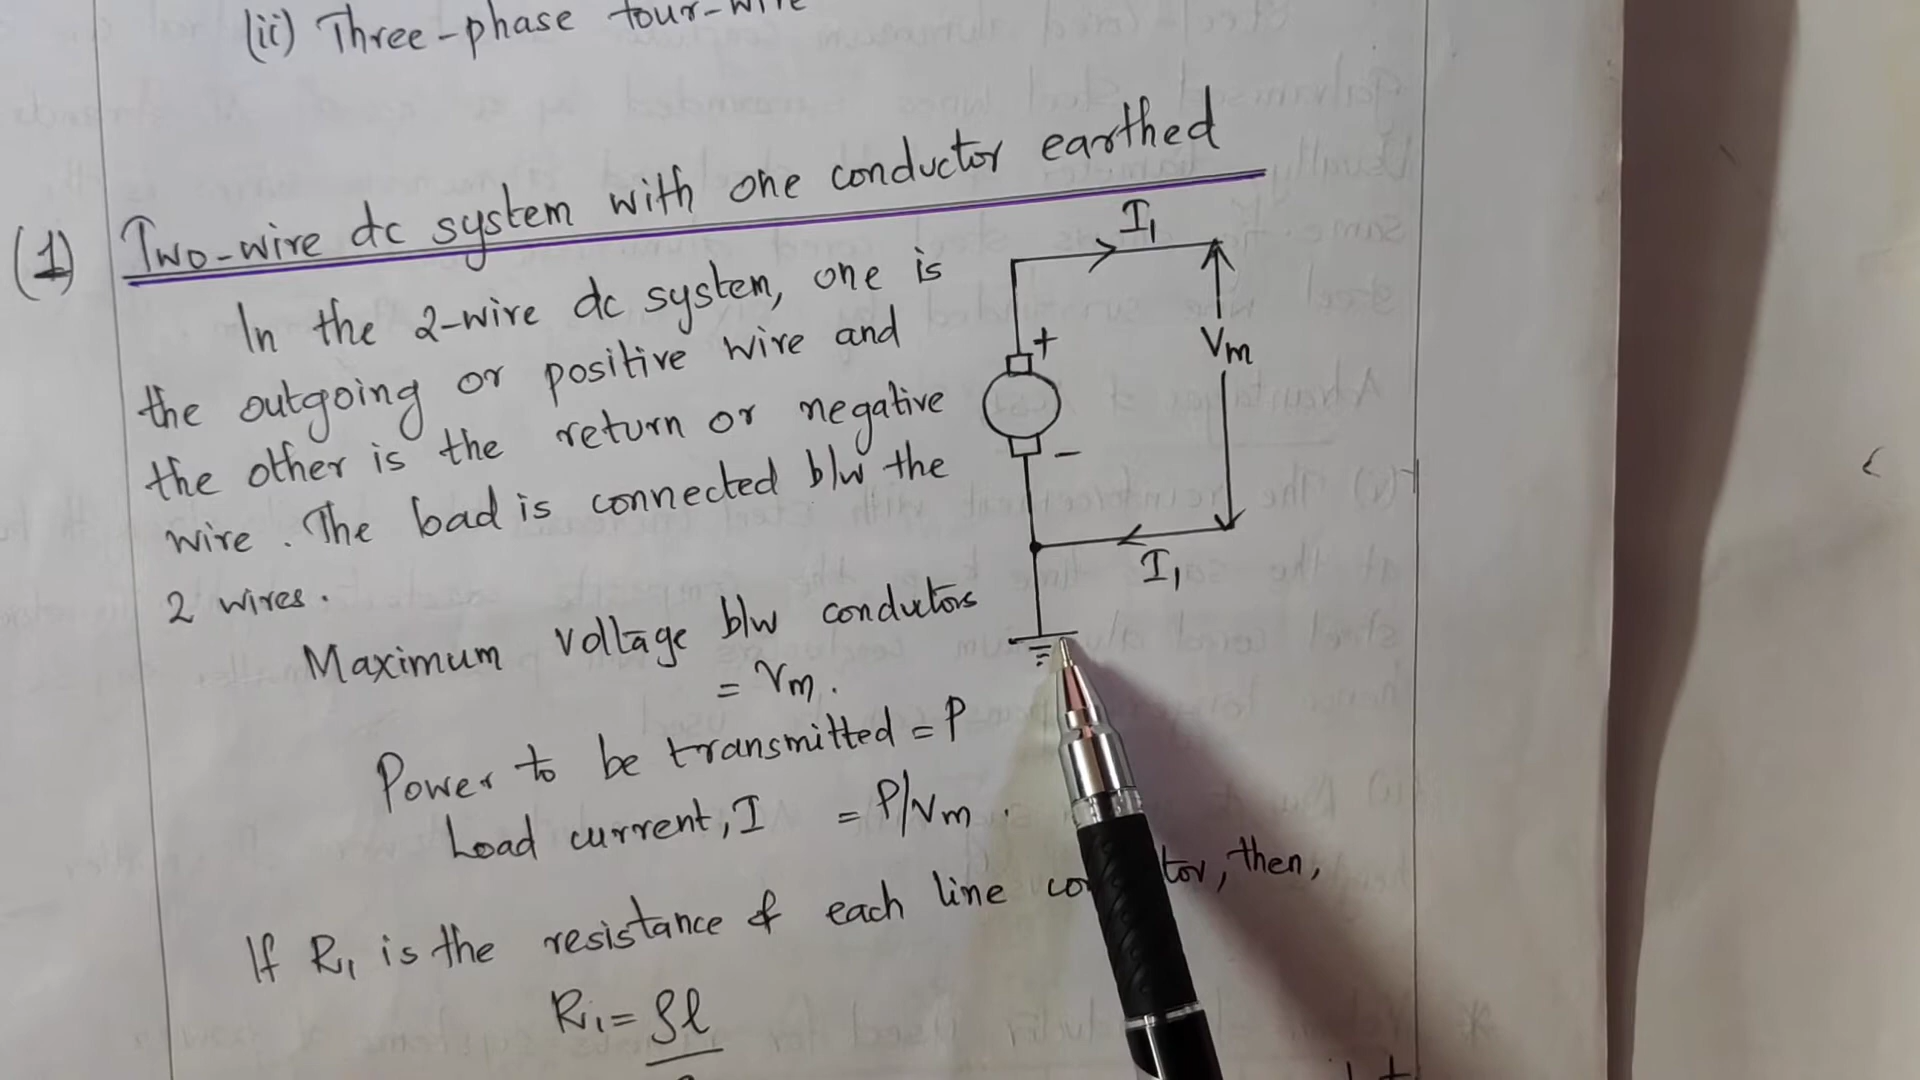 (ii) Three-phase four-wire
(1) Two-wire dc system with one conductor earthed
In the 2-wire dc system, one is
the outgoing or positive wire and
the other is the return or negative
wire. The load is connected b/w the
2 wires.
Maximum voltage b/w conductors
= Vm.
Power to be transmitted = P
Load current, I = P/Vm.
If R1 is the resistance of each line co tor, then,
R1 = ρl
I1
+
Vm
-
I1